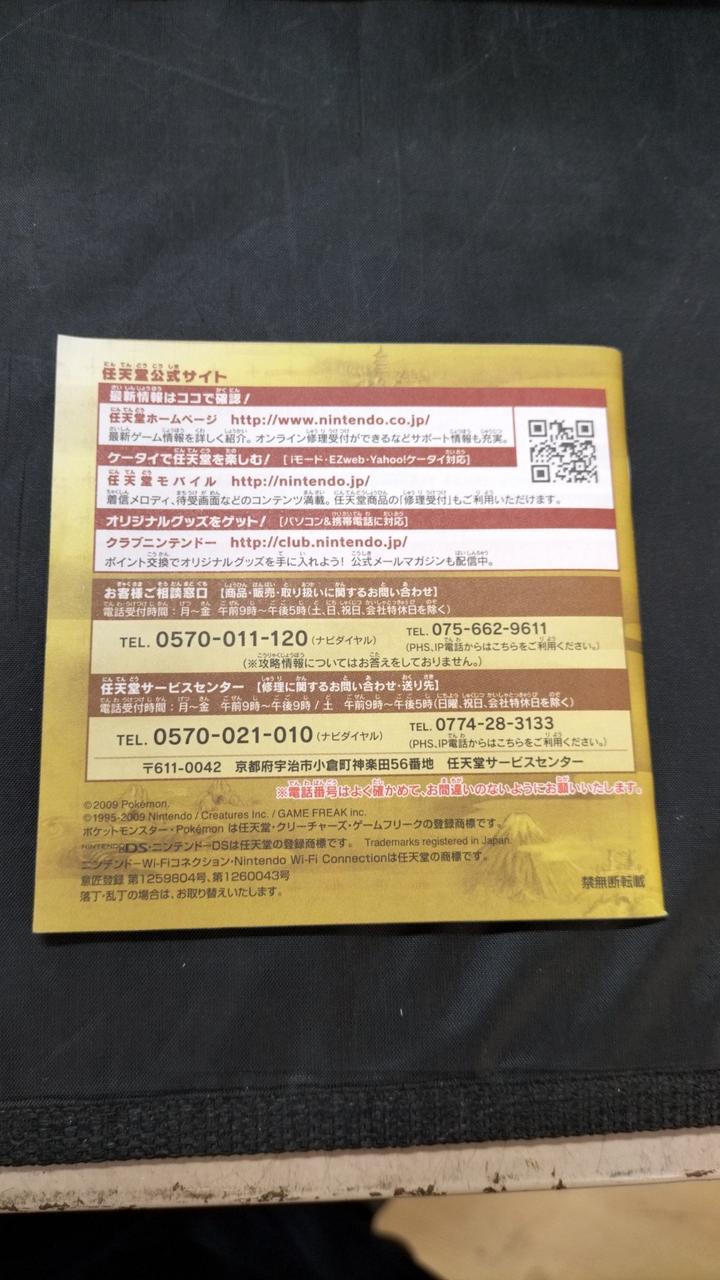 任天堂公式サイト
最新情報はココで確認!
任天堂ホームページ http://www.nintendo.co.jp/
最新ゲーム情報を詳しく紹介。オンライン修理受付ができるなどサポート情報も充実。
ケータイで任天堂を楽しむ! [iモード・EZweb・Yahoo!ケータイ対応]
任天堂モバイル http://nintendo.jp/
着信メロディ、待受画面などのコンテンツ満載。任天堂商品の「修理受付」もご利用いただけます。
オリジナルグッズをゲット! [パソコン&携帯電話に対応]
クラブニンテンドー http://club.nintendo.jp/
ポイント交換でオリジナルグッズを手に入れよう! 公式メールマガジンも配信中。
お客様ご相談窓口 【商品・販売・取り扱いに関するお問い合わせ】
電話受付時間:月〜金 午前9時〜午後5時(土、日、祝日、会社特休日を除く)
TEL. 0570-011-120(ナビダイヤル) TEL. 075-662-9611
(PHS、IP電話からはこちらをご利用ください。)
(※攻略情報についてはお答えをしておりません。)
任天堂サービスセンター 【修理に関するお問い合わせ・送り先】
電話受付時間:月〜金 午前9時〜午後9時/土 午前9時〜午後5時(日曜、祝日、会社特休日を除く)
TEL. 0570-021-010(ナビダイヤル) TEL. 0774-28-3133
(PHS、IP電話からはこちらをご利用ください。)
〒611-0042 京都府宇治市小倉町神楽田56番地 任天堂サービスセンター
※電話番号はよく確かめて、お間違いのないようにお願いいたします。
©2009 Pokémon.
©1995-2009 Nintendo / Creatures Inc. / GAME FREAK inc.
ポケットモンスター・Pokémon は任天堂・クリーチャーズ・ゲームフリークの登録商標です。
NINTENDO DS・ニンテンドーDSは任天堂の登録商標です。 Trademarks registered in Japan.
ニンテンドーWi-Fiコネクション・Nintendo Wi-Fi Connectionは任天堂の商標です。
意匠登録 第1259804号、第1260043号
落丁・乱丁の場合は、お取り替えいたします。
禁無断転載